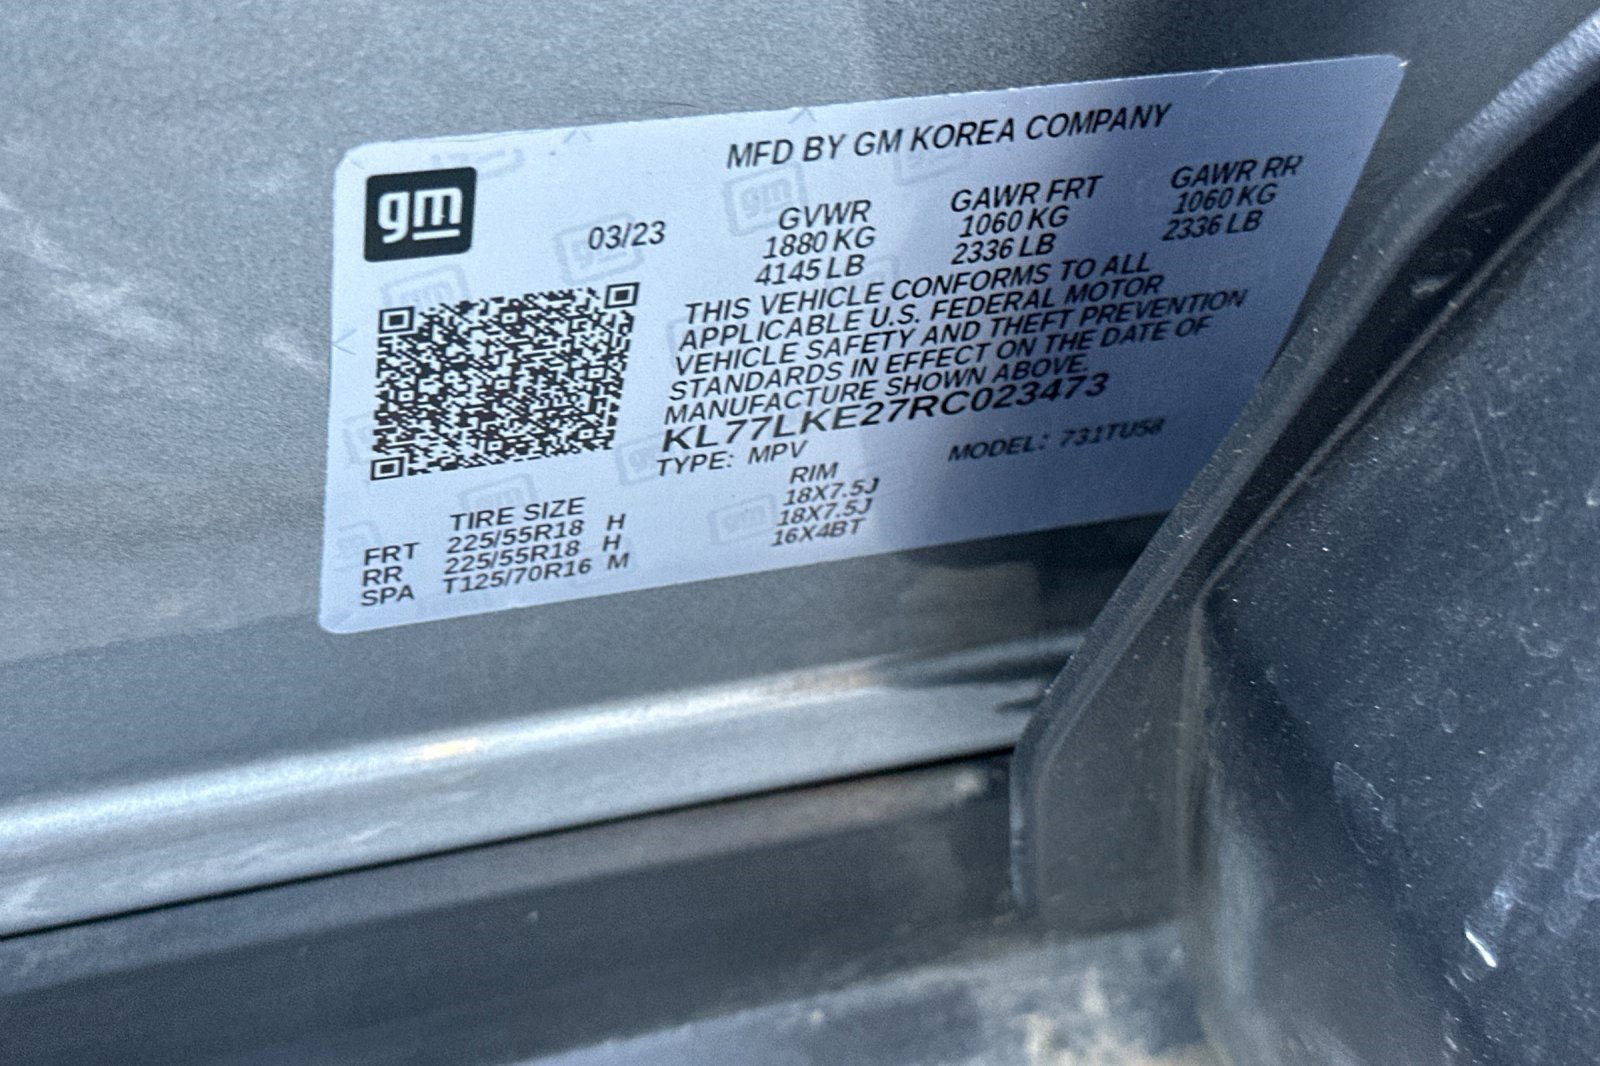 gm
MFD BY GM KOREA COMPANY
03/23 GVWR GAWR FRT GAWR RR
1880 KG 1060 KG 1060 KG
4145 LB 2336 LB 2336 LB
THIS VEHICLE CONFORMS TO ALL
APPLICABLE U.S. FEDERAL MOTOR
VEHICLE SAFETY AND THEFT PREVENTION
STANDARDS IN EFFECT ON THE DATE OF
MANUFACTURE SHOWN ABOVE.
KL77LKE27RC023473
TYPE: MPV MODEL: 731TU58
TIRE SIZE RIM
FRT 225/55R18 H 18X7.5J
RR 225/55R18 H 18X7.5J
SPA T125/70R16 M 16X4BT